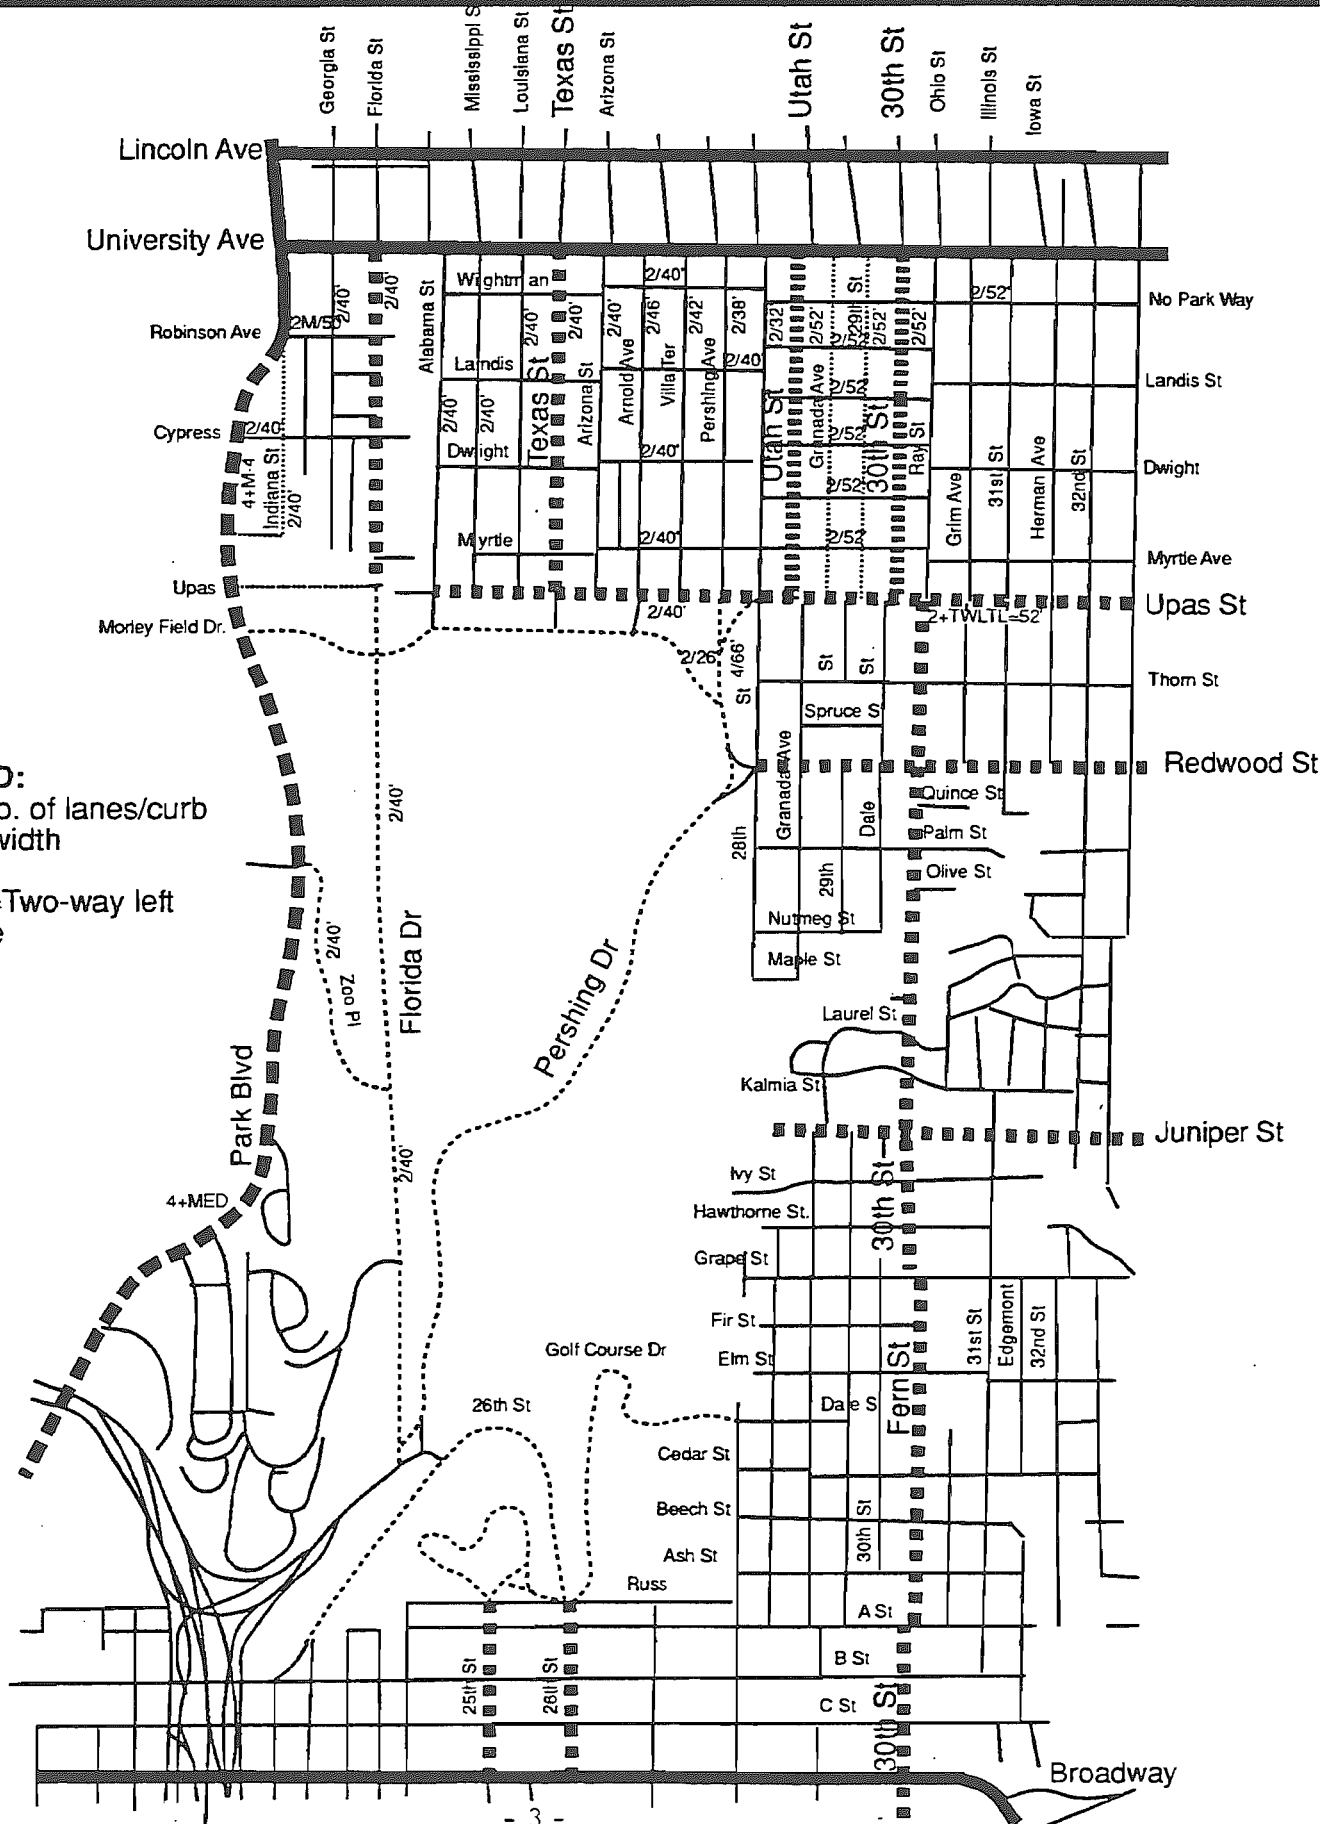 Georgia St
Florida St
Mississippi S
Louisiana St
Texas St
Arizona St
Utah St
30th St
Ohio St
Illinois St
Iowa St
Lincoln Ave
University Ave
Wightman
2/40'
2/52'
No Park Way
Robinson Ave
2M/50'
2/40'
2/40'
Alabama St
2/40'
2/40'
2/40'
2/46'
2/42'
2/38'
2/32'
2/52'
29th St
2/52'
2/52'
2/52'
Landis
Texas St
Arizona St
Arnold Ave
Villa Ter
Pershing Ave
2/40'
Utah St
Granada Ave
2/52'
30th St
Ray St
Landis St
Cypress
2/40'
2/40'
2/40'
2/52'
Dwight
2/40'
Dwight
4+M-4
Indiana St
2/40'
2/52'
Grim Ave
31st St
Herman Ave
32nd St
Myrtle
2/40'
2/52'
Myrtle Ave
Upas
2/40'
2+TWLTL=52'
Upas St
Morley Field Dr.
2/26'
4/66'
St
St
St
Thorn St
Spruce S
D:
o. of lanes/curb
width
=Two-way left
e
2/40'
Granada Ave
Redwood St
Quince St
28th
29th
Dale
Palm St
Olive St
Nutmeg St
Maple St
2/40'
Zoo Pl
Florida Dr
Pershing Dr
Laurel St
Kalmia St
Park Blvd
Juniper St
2/40'
4+MED
Ivy St
Hawthorne St.
30th St
Grape St
Fir St
Elm St
31st St
Edgemont
32nd St
Golf Course Dr
26th St
Date S
Fern St
Cedar St
Beech St
30th St
Ash St
Russ
A St
25th St
26th St
B St
C St
30th St
Broadway
- 3 -